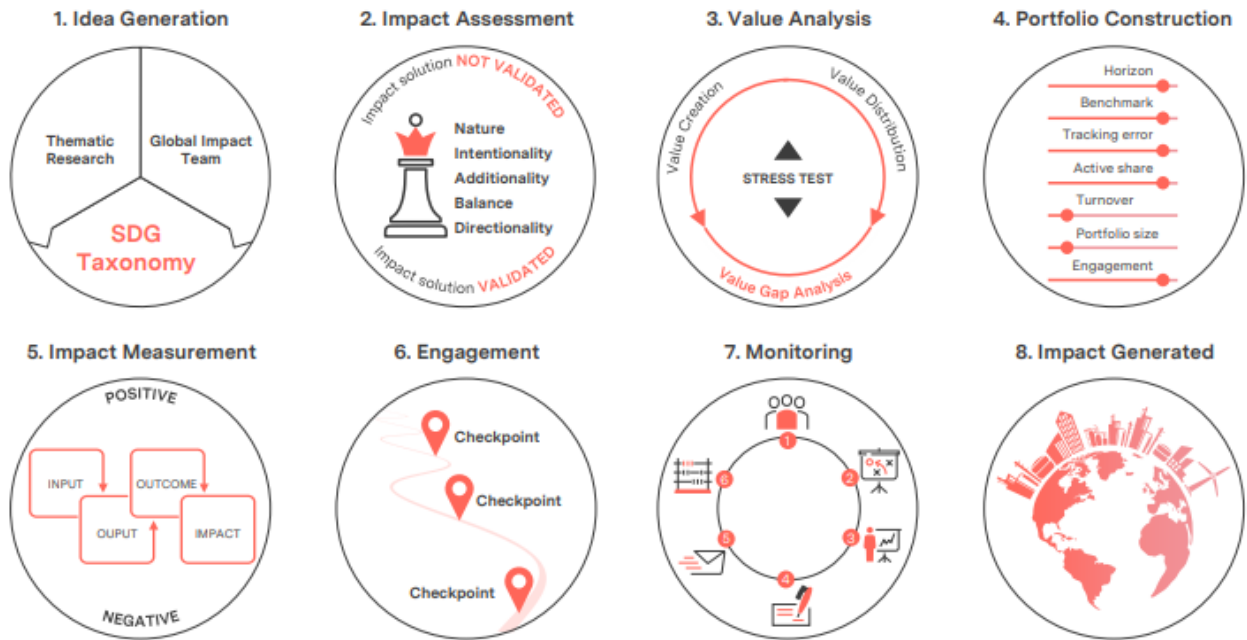 1. Idea Generation
Thematic
Research
Global Impact
Team
SDG
Taxonomy
2. Impact Assessment
Impact solution NOT VALIDATED
Nature
Intentionality
Additionality
Balance
Directionality
Impact solution VALIDATED
3. Value Analysis
Value Creation
Value Distribution
STRESS TEST
Value Gap Analysis
4. Portfolio Construction
Horizon
Benchmark
Tracking error
Active share
Turnover
Portfolio size
Engagement
5. Impact Measurement
POSITIVE
INPUT
OUTCOME
OUPUT
IMPACT
NEGATIVE
6. Engagement
Checkpoint
Checkpoint
Checkpoint
7. Monitoring
1
2
3
4
5
6
8. Impact Generated